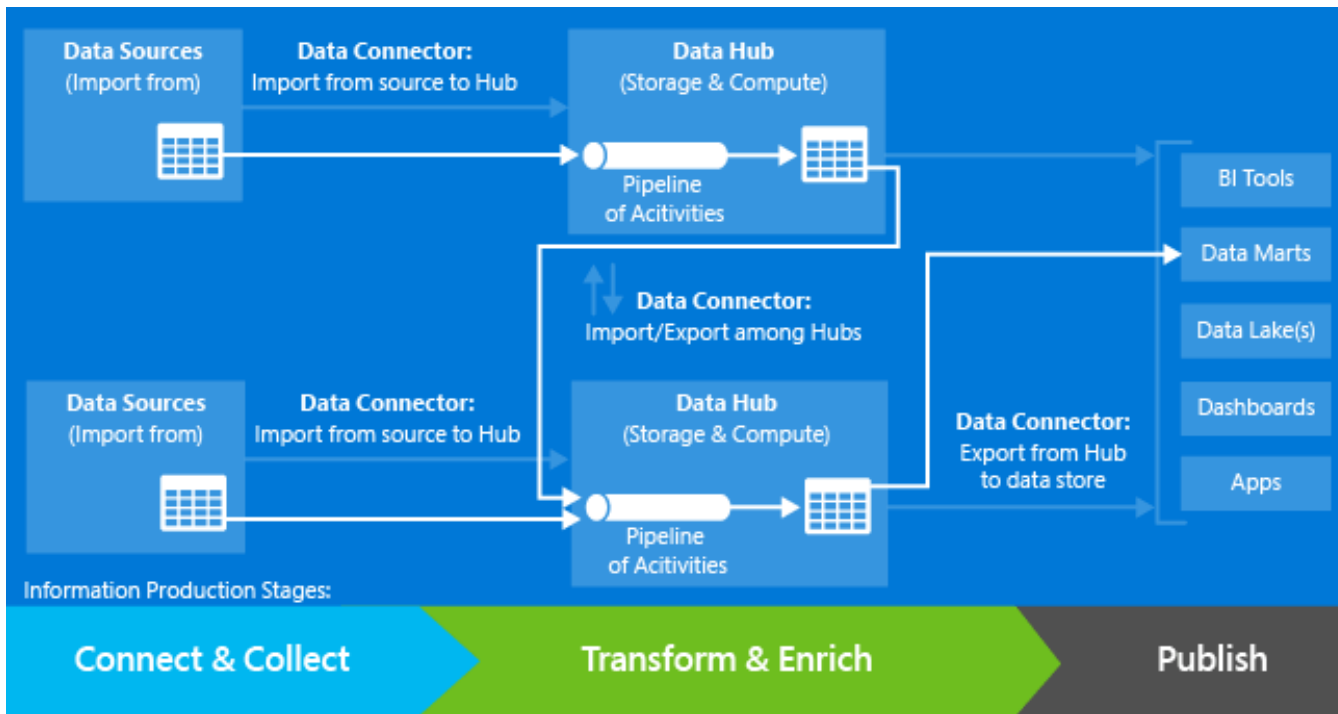 Data Sources
(Import from)
Data Connector:
Import from source to Hub
Data Hub
(Storage & Compute)
Pipeline
of Acitivities
BI Tools
Data Marts
Data Lake(s)
Dashboards
Apps
Data Connector:
Import/Export among Hubs
Data Sources
(Import from)
Data Connector:
Import from source to Hub
Data Hub
(Storage & Compute)
Pipeline
of Acitivities
Data Connector:
Export from Hub
to data store
Information Production Stages:
Connect & Collect
Transform & Enrich
Publish